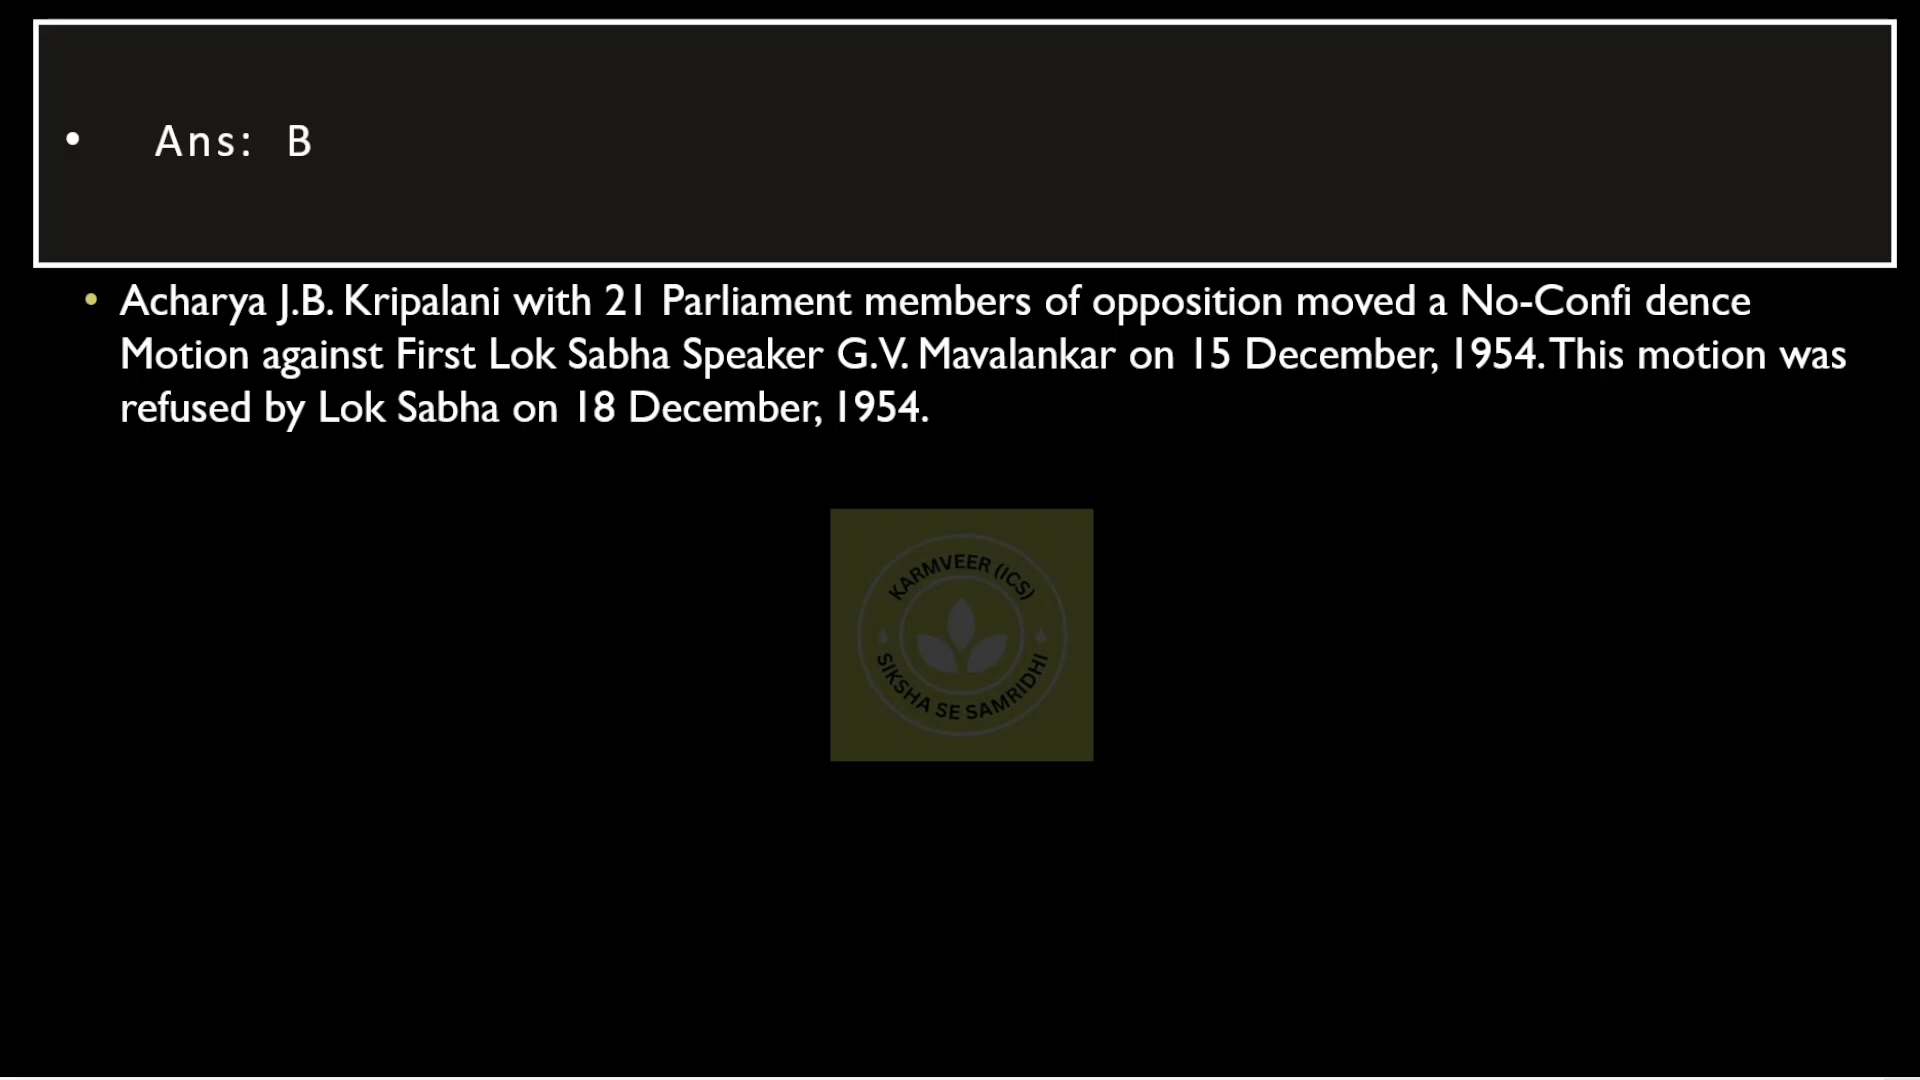 • Ans: B
• Acharya J.B. Kripalani with 21 Parliament members of opposition moved a No-Confi dence
Motion against First Lok Sabha Speaker G.V. Mavalankar on 15 December, 1954. This motion was
refused by Lok Sabha on 18 December, 1954.
KARMVEER (ICS)
SIKSHA SE SAMRIDHI